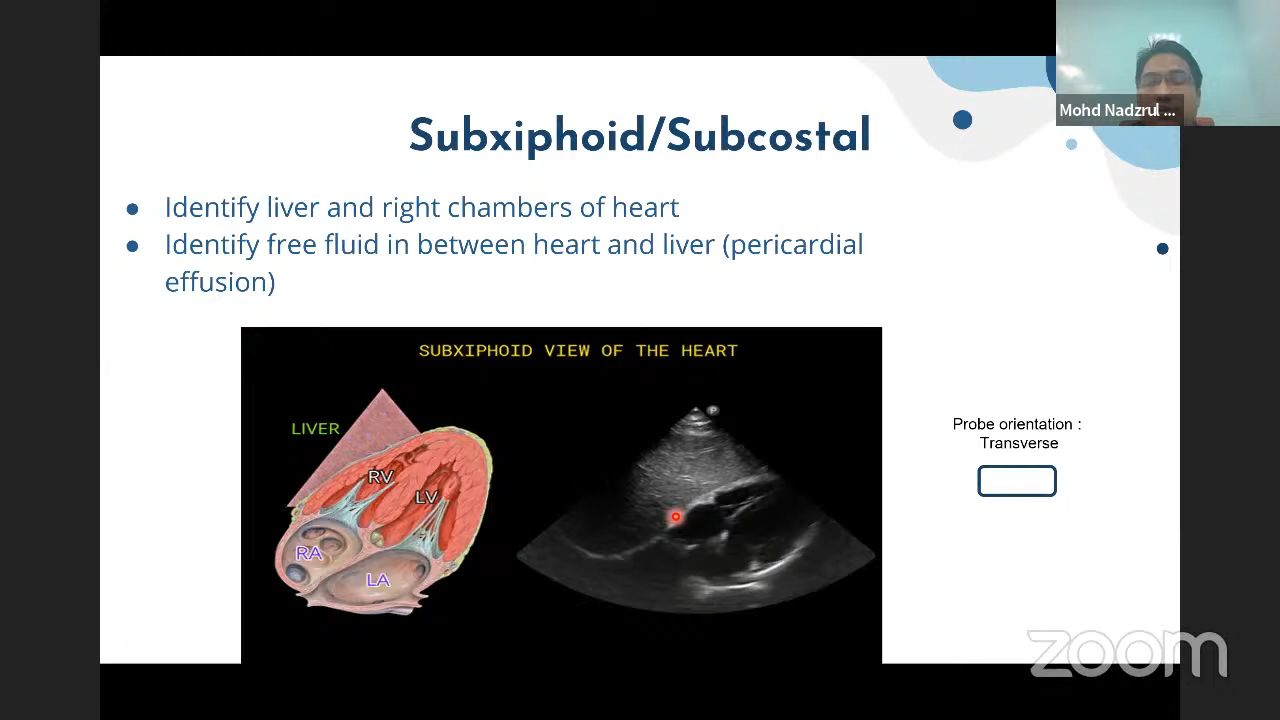 Mohd Nadzrul ...
Subxiphoid/Subcostal
● Identify liver and right chambers of heart
● Identify free fluid in between heart and liver (pericardial
effusion)
SUBXIPHOID VIEW OF THE HEART
P
LIVER
RV
LV
RA
LA
Probe orientation :
Transverse
zoom